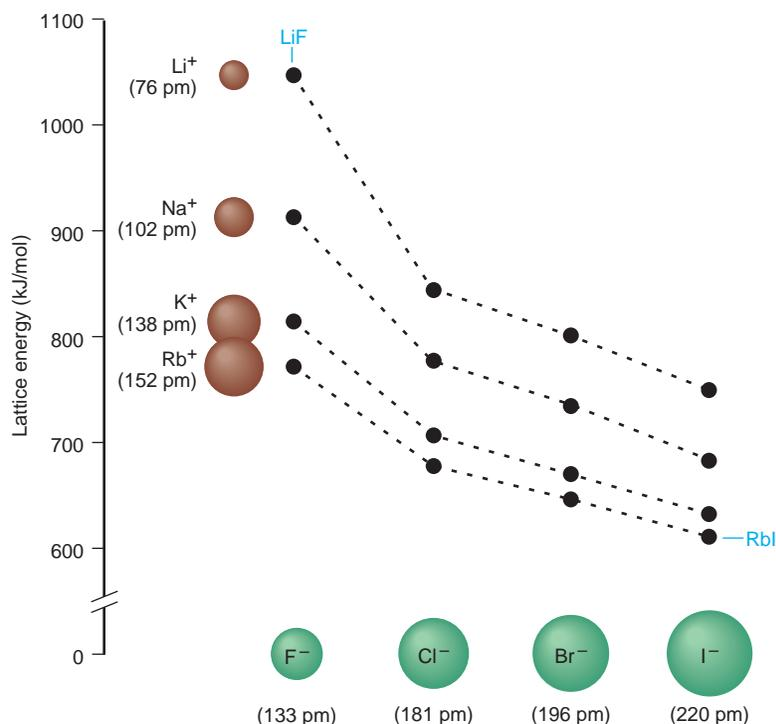 1100
LiF
Li+
(76 pm)
1000
Na+
(102 pm)
900
K+
(138 pm)
800
Rb+
(152 pm)
Lattice energy (kJ/mol)
700
600
RbI
0
F−
Cl−
Br−
I−
(133 pm)
(181 pm)
(196 pm)
(220 pm)